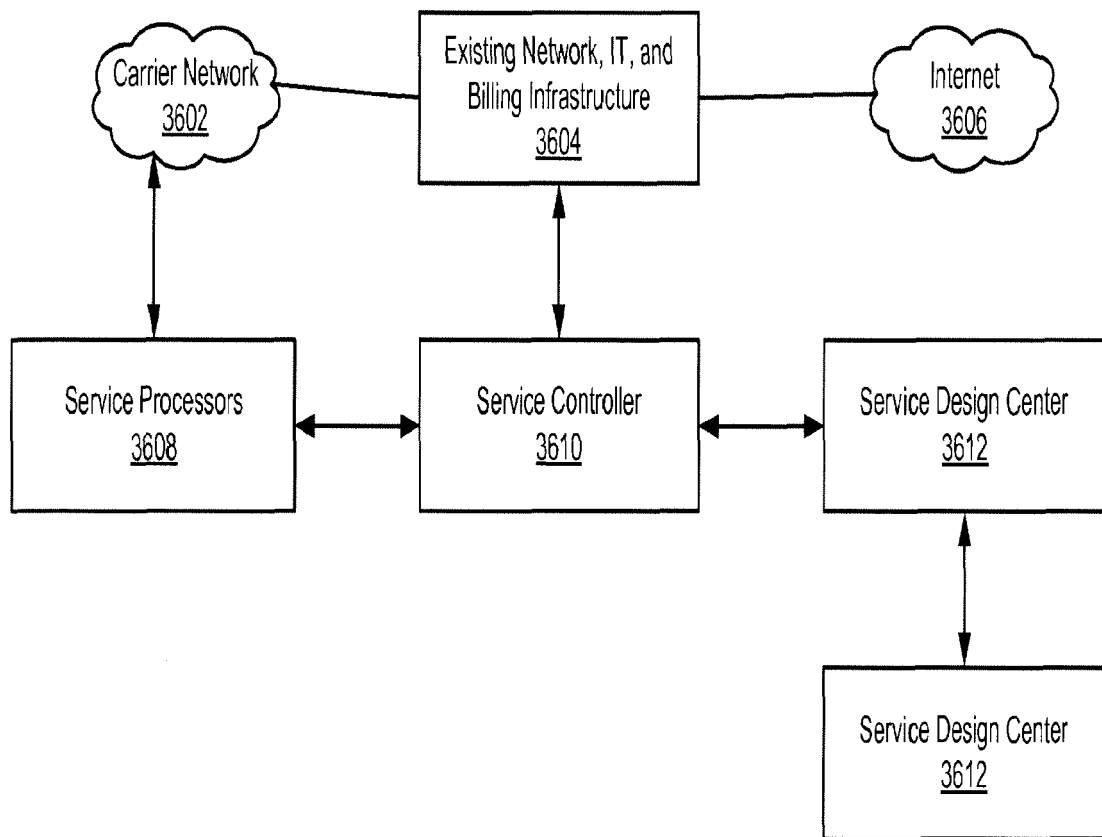 Carrier Network
3602
Existing Network, IT, and
Billing Infrastructure
3604
Internet
3606
Service Processors
3608
Service Controller
3610
Service Design Center
3612
Service Design Center
3612